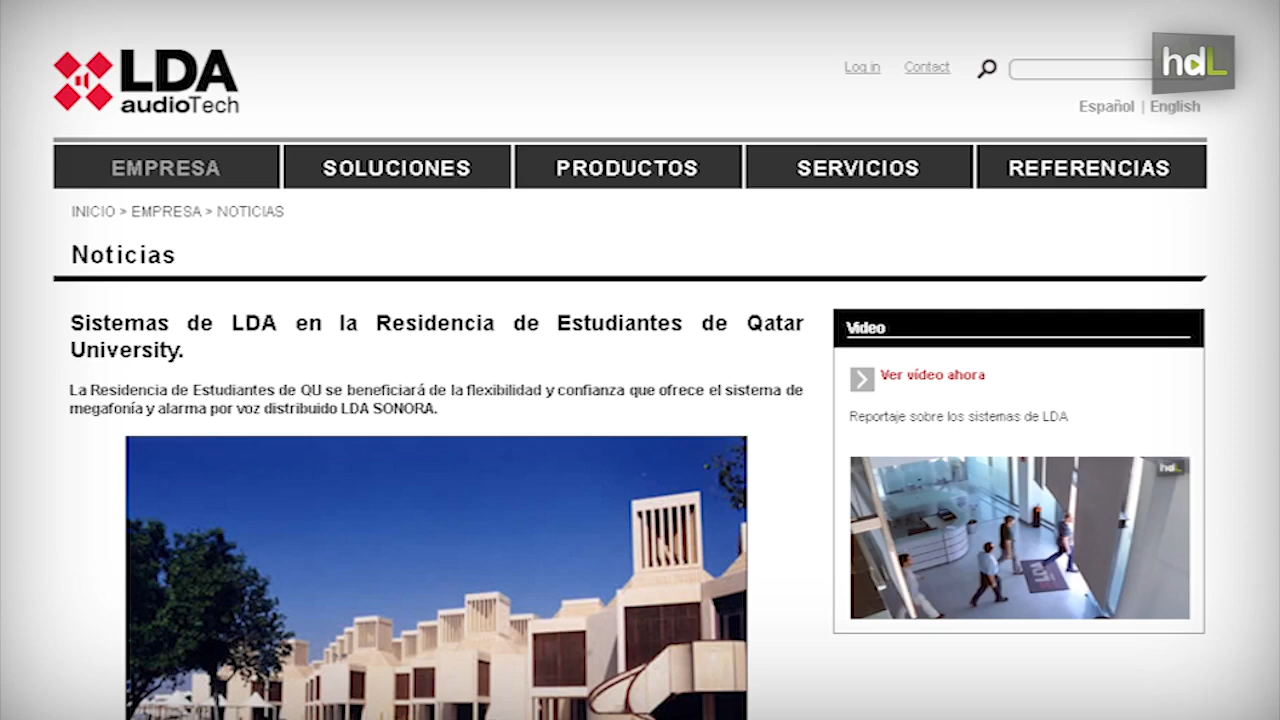 LDA
audioTech
Log in Contact
hdL
Español | English
EMPRESA SOLUCIONES PRODUCTOS SERVICIOS REFERENCIAS
INICIO > EMPRESA > NOTICIAS
Noticias
Sistemas de LDA en la Residencia de Estudiantes de Qatar
University.
La Residencia de Estudiantes de QU se beneficiará de la flexibilidad y confianza que ofrece el sistema de
megafonía y alarma por voz distribuido LDA SONORA.
Video
Ver vídeo ahora
Reportaje sobre los sistemas de LDA
hdL
LDA